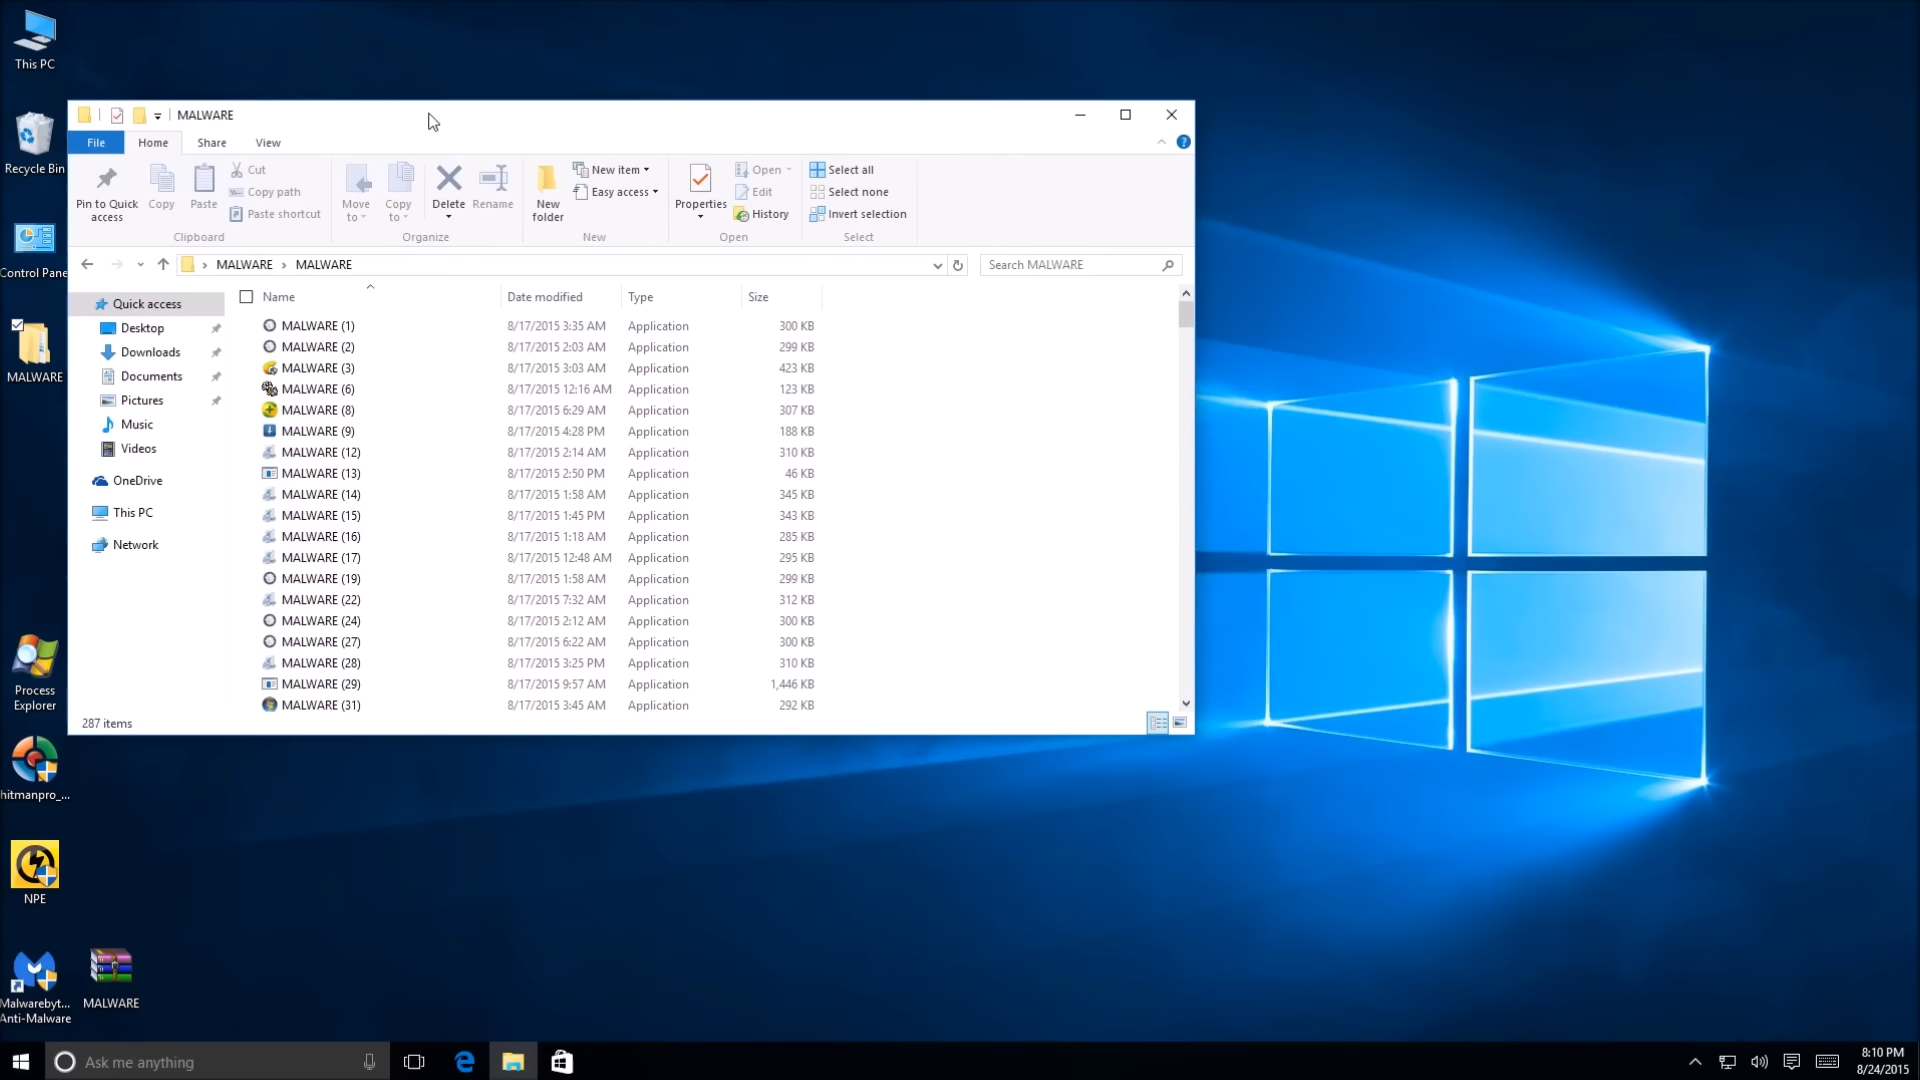 This PC
Recycle Bin
Control Pane
MALWARE
Process
Explorer
hitmanpro_...
NPE
Malwarebyt...
Anti-Malware
MALWARE
MALWARE
File Home Share View
Pin to Quick
access
Copy
Paste
Cut
Copy path
Paste shortcut
Clipboard
Move
to
Copy
to
Delete
Rename
Organize
New
folder
New item
Easy access
New
Properties
Open
Edit
History
Open
Select all
Select none
Invert selection
Select
MALWARE > MALWARE
Search MALWARE
Quick access
Desktop
Downloads
Documents
Pictures
Music
Videos
OneDrive
This PC
Network
Name Date modified Type Size
MALWARE (1) 8/17/2015 3:35 AM Application 300 KB
MALWARE (2) 8/17/2015 2:03 AM Application 299 KB
MALWARE (3) 8/17/2015 3:03 AM Application 423 KB
MALWARE (6) 8/17/2015 12:16 AM Application 123 KB
MALWARE (8) 8/17/2015 6:29 AM Application 307 KB
MALWARE (9) 8/17/2015 4:28 PM Application 188 KB
MALWARE (12) 8/17/2015 2:14 AM Application 310 KB
MALWARE (13) 8/17/2015 2:50 PM Application 46 KB
MALWARE (14) 8/17/2015 1:58 AM Application 345 KB
MALWARE (15) 8/17/2015 1:45 PM Application 343 KB
MALWARE (16) 8/17/2015 1:18 AM Application 285 KB
MALWARE (17) 8/17/2015 12:48 AM Application 295 KB
MALWARE (19) 8/17/2015 1:58 AM Application 299 KB
MALWARE (22) 8/17/2015 7:32 AM Application 312 KB
MALWARE (24) 8/17/2015 2:12 AM Application 300 KB
MALWARE (27) 8/17/2015 6:22 AM Application 300 KB
MALWARE (28) 8/17/2015 3:25 PM Application 310 KB
MALWARE (29) 8/17/2015 9:57 AM Application 1,446 KB
MALWARE (31) 8/17/2015 3:45 AM Application 292 KB
287 items
Ask me anything
8:10 PM
8/24/2015